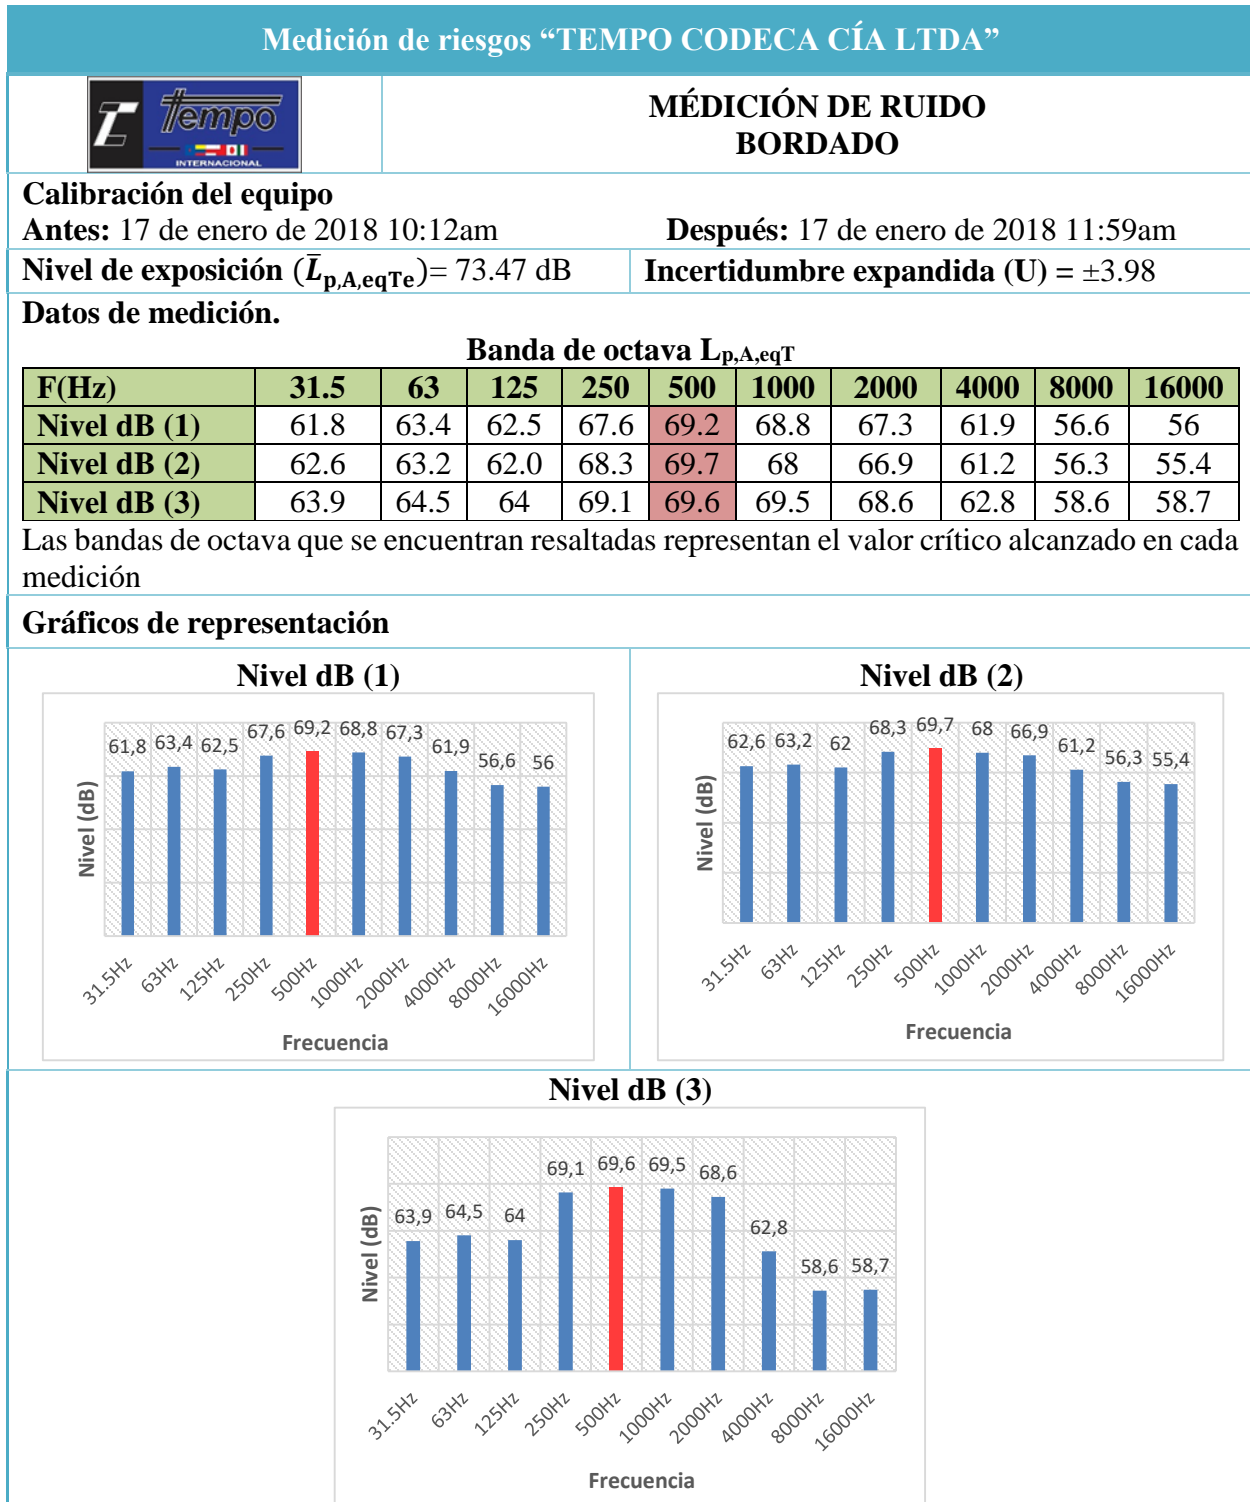 Medición de riesgos “TEMPO CODECA CÍA LTDA”
T Tempo
INTERNACIONAL
MÉDICIÓN DE RUIDO
BORDADO
Calibración del equipo
Antes: 17 de enero de 2018 10:12am Después: 17 de enero de 2018 11:59am
Nivel de exposición (L̄p,A,eqTe)= 73.47 dB Incertidumbre expandida (U) = ±3.98
Datos de medición.
Banda de octava Lp,A,eqT
F(Hz) 31.5 63 125 250 500 1000 2000 4000 8000 16000
Nivel dB (1) 61.8 63.4 62.5 67.6 69.2 68.8 67.3 61.9 56.6 56
Nivel dB (2) 62.6 63.2 62.0 68.3 69.7 68 66.9 61.2 56.3 55.4
Nivel dB (3) 63.9 64.5 64 69.1 69.6 69.5 68.6 62.8 58.6 58.7
Las bandas de octava que se encuentran resaltadas representan el valor crítico alcanzado en cada
medición
Gráficos de representación
Nivel dB (1)
61,8 63,4 62,5 67,6 69,2 68,8 67,3 61,9 56,6 56
Nivel (dB)
31.5Hz 63Hz 125Hz 250Hz 500Hz 1000Hz 2000Hz 4000Hz 8000Hz 16000Hz
Frecuencia
Nivel dB (2)
62,6 63,2 62 68,3 69,7 68 66,9 61,2 56,3 55,4
Nivel (dB)
31.5Hz 63Hz 125Hz 250Hz 500Hz 1000Hz 2000Hz 4000Hz 8000Hz 16000Hz
Frecuencia
Nivel dB (3)
63,9 64,5 64 69,1 69,6 69,5 68,6 62,8 58,6 58,7
Nivel (dB)
31.5Hz 63Hz 125Hz 250Hz 500Hz 1000Hz 2000Hz 4000Hz 8000Hz 16000Hz
Frecuencia